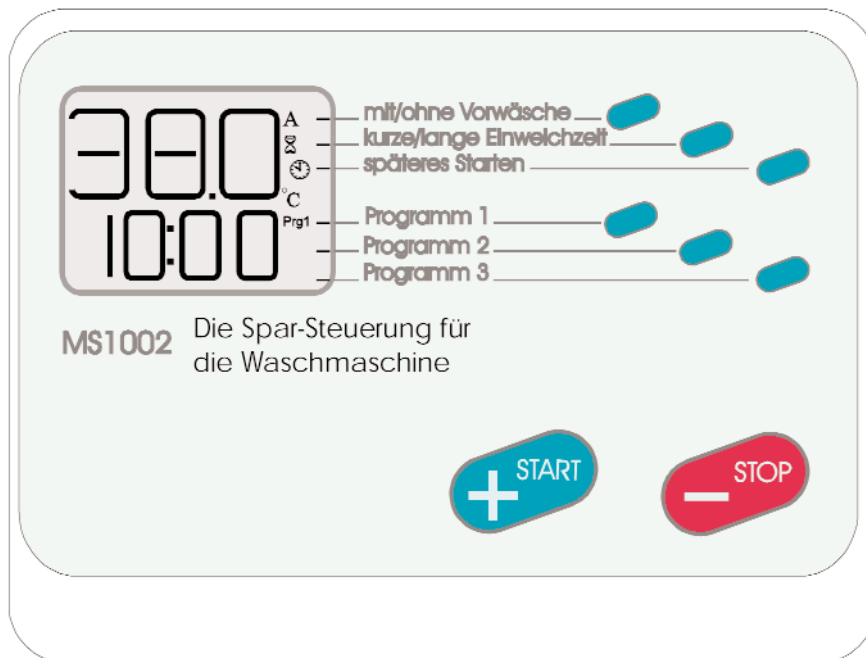 38.0
A
°C
10:00
Prg1
mit/ohne Vorwäsche
kurze/lange Einweichzeit
späteres Starten
Programm 1
Programm 2
Programm 3
MS1002
Die Spar-Steuerung für
die Waschmaschine
+ START
− STOP